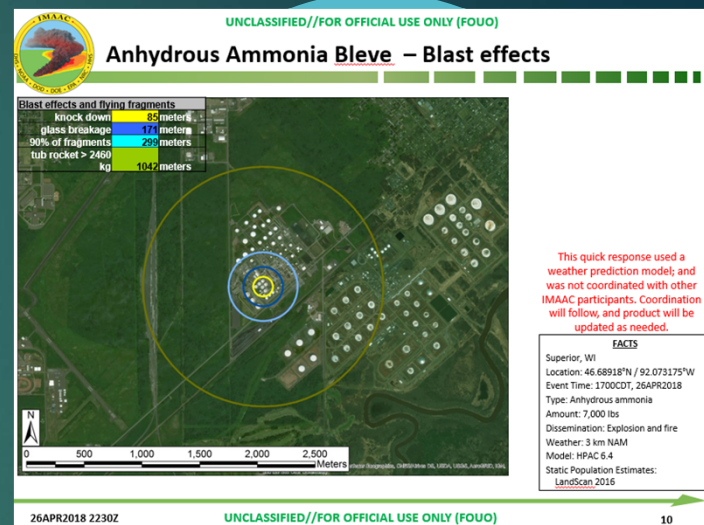 UNCLASSIFIED//FOR OFFICIAL USE ONLY (FOUO)
IMAAC
Anhydrous Ammonia Bleve – Blast effects
Blast effects and flying fragments
knock down 85 meters
glass breakage 171 meters
90% of fragments 299 meters
tub rocket > 2460
kg 1042 meters
This quick response used a
weather prediction model; and
was not coordinated with other
IMAAC participants. Coordination
will follow, and product will be
updated as needed.
FACTS
Superior, WI
Location: 46.68918°N / 92.073175°W
Event Time: 1700CDT, 26APR2018
Type: Anhydrous ammonia
Amount: 7,000 lbs
Dissemination: Explosion and fire
Weather: 3 km NAM
Model: HPAC 6.4
Static Population Estimates:
LandScan 2016
N
0 500 1,000 1,500 2,000 2,500
Meters
26APR2018 2230Z
UNCLASSIFIED//FOR OFFICIAL USE ONLY (FOUO)
10